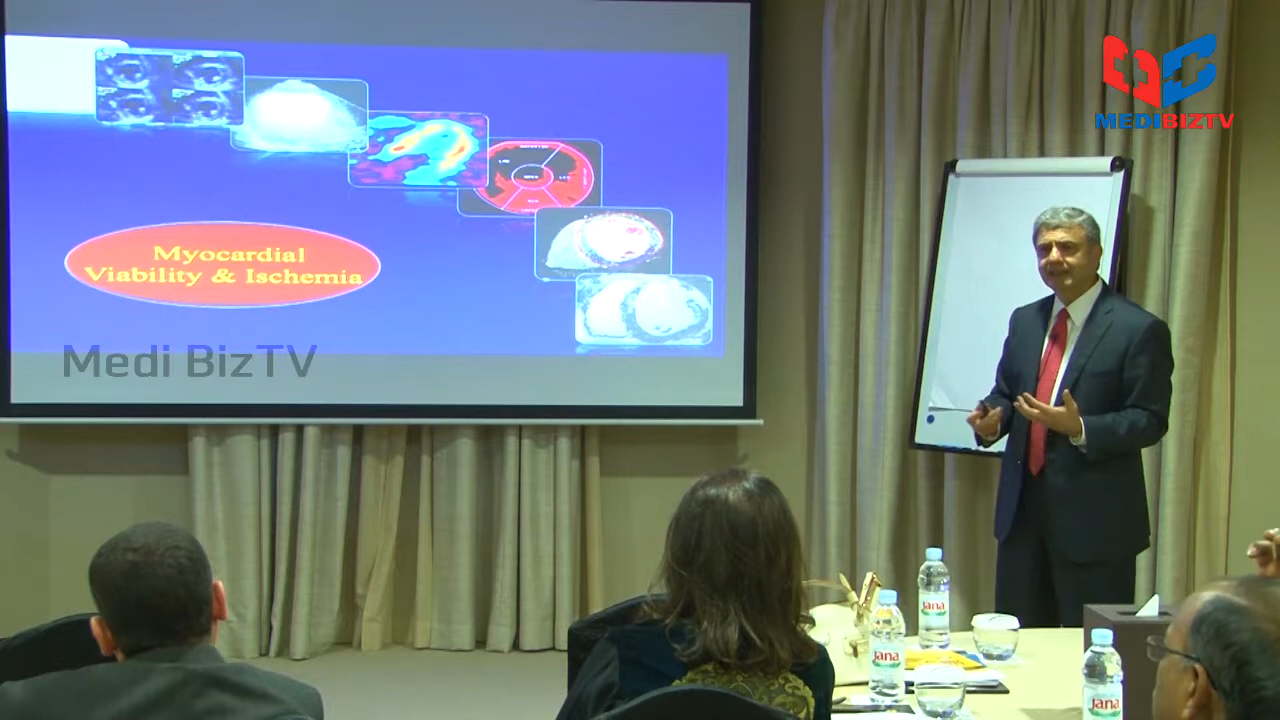 MEDIBIZTV
Myocardial
Viability & Ischemia
Medi BizTV
jana
jana
jana